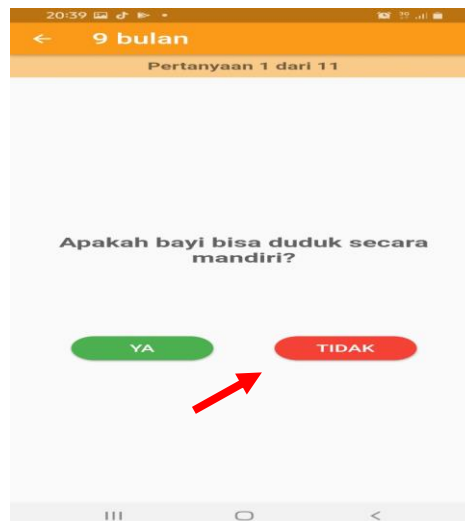 20:39
9 bulan
Pertanyaan 1 dari 11
Apakah bayi bisa duduk secara
mandiri?
YA
TIDAK